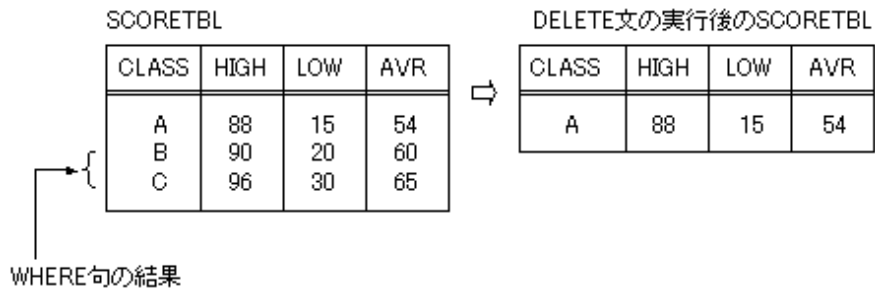 SCORETBL
CLASS HIGH LOW AVR
A 88 15 54
B 90 20 60
C 96 30 65
WHERE句の結果
DELETE文の実行後のSCORETBL
CLASS HIGH LOW AVR
A 88 15 54